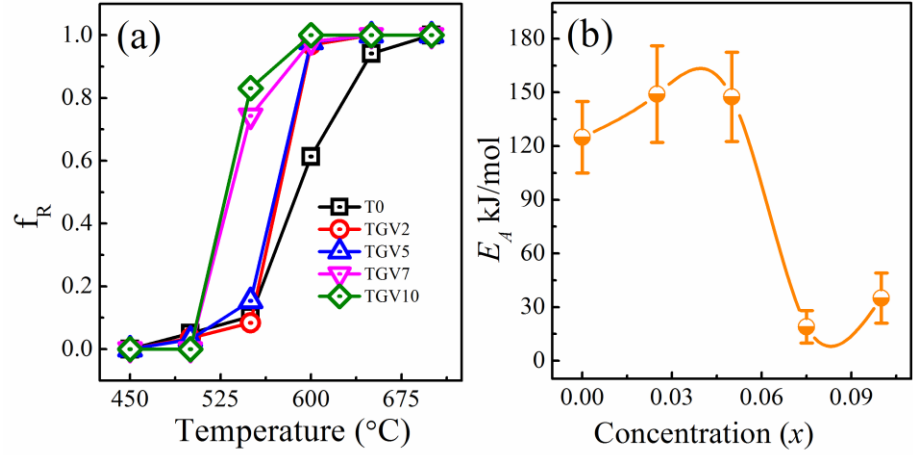 (a)
1.0
0.8
0.6
0.4
0.2
0.0
f_R
T0
TGV2
TGV5
TGV7
TGV10
450 525 600 675
Temperature (°C)
(b)
180
150
120
90
60
30
0
E_A kJ/mol
0.00 0.03 0.06 0.09
Concentration (x)